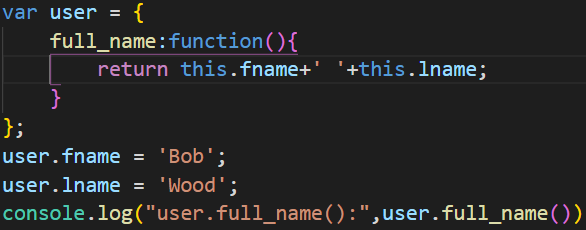 var user = {
    full_name:function(){
        return this.fname+' '+this.lname;
    }
};
user.fname = 'Bob';
user.lname = 'Wood';
console.log("user.full_name():",user.full_name())